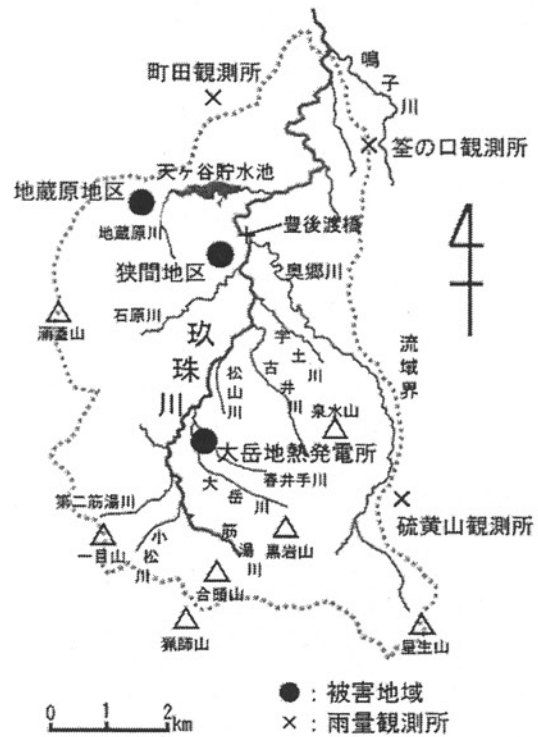 鳴子川
町田観測所
筌の口観測所
天ヶ谷貯水池
地蔵原地区
地蔵原川
豊後渡橋
狭間地区
奥郷川
石原川
涌蓋山
玖珠川
宇土川
古井川
松山川
流域界
泉水山
大岳地熱発電所
春井手川
大岳川
第二筋湯川
硫黄山観測所
小松川
筋湯川
黒岩山
一目山
合頭山
猟師山
星生山
●:被害地域
×:雨量観測所
0 1 2km